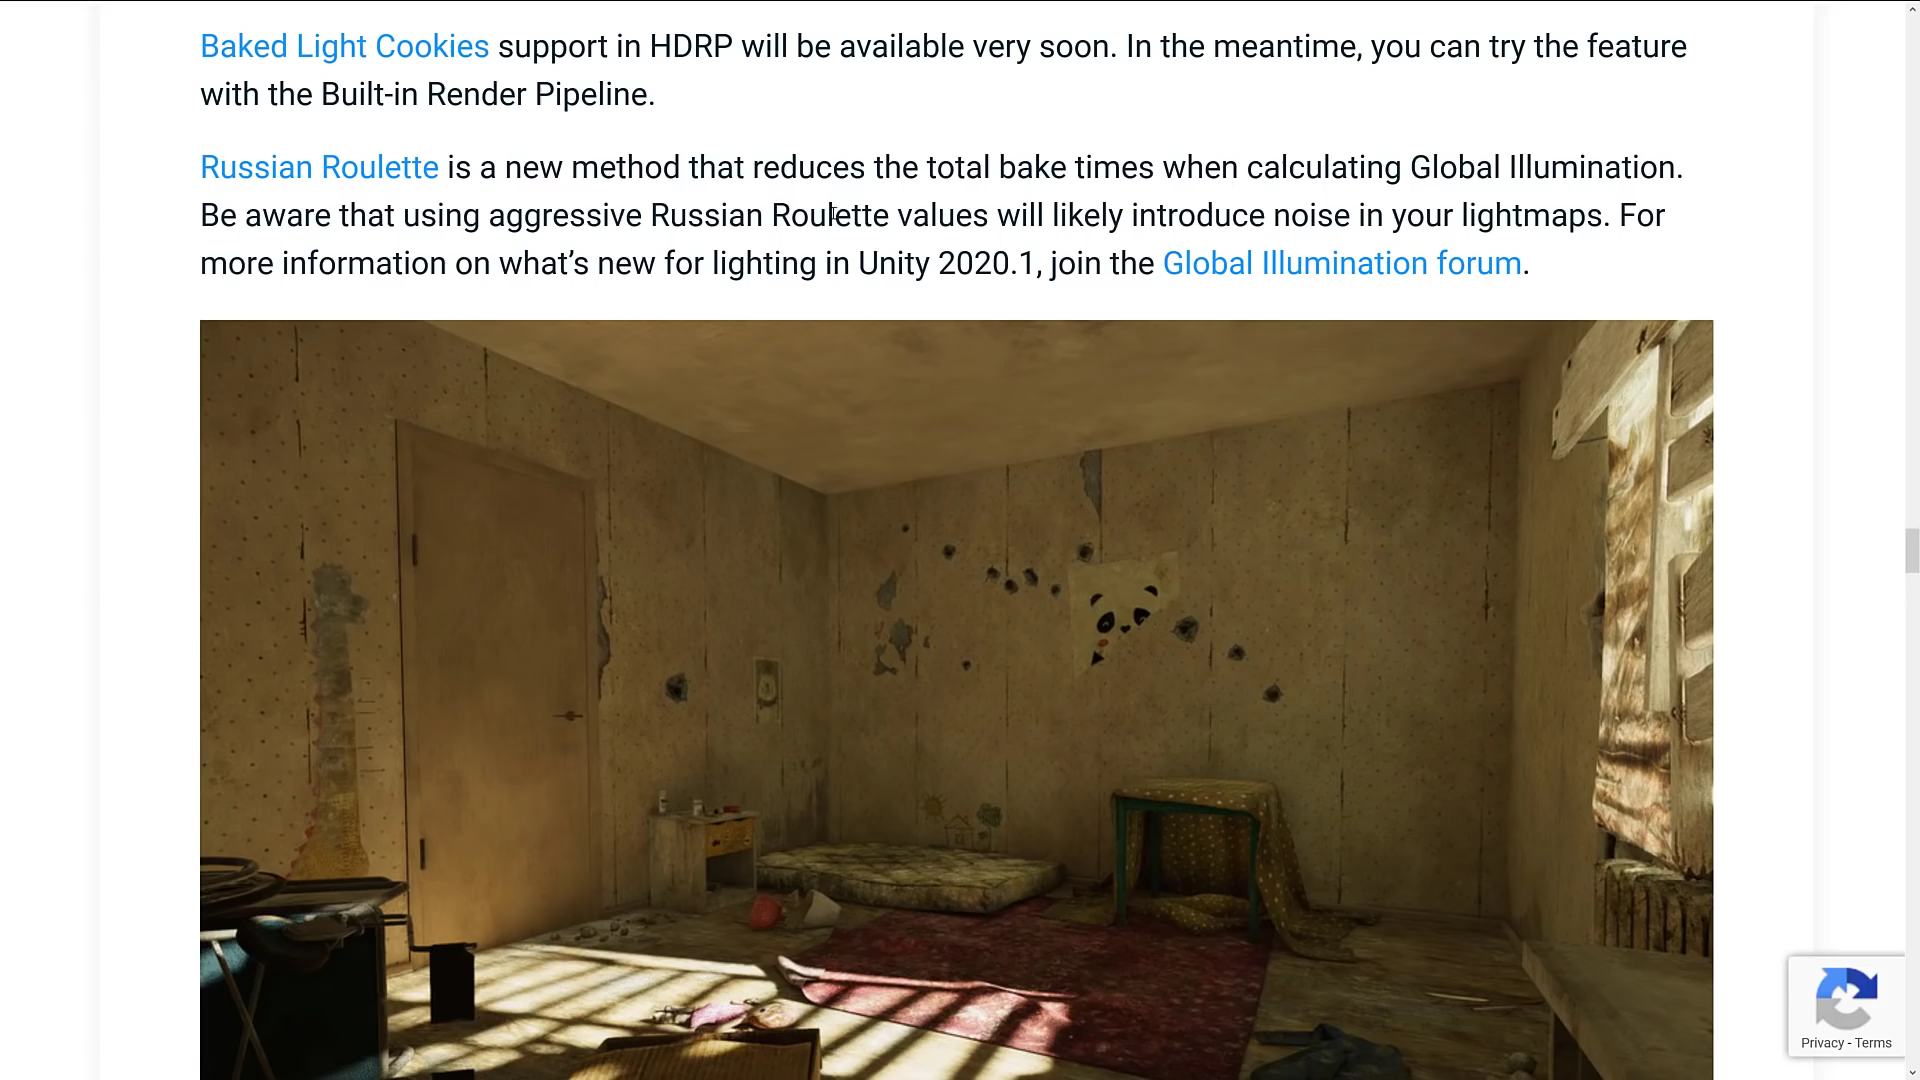 Baked Light Cookies support in HDRP will be available very soon. In the meantime, you can try the feature
with the Built-in Render Pipeline.
Russian Roulette is a new method that reduces the total bake times when calculating Global Illumination.
Be aware that using aggressive Russian Roulette values will likely introduce noise in your lightmaps. For
more information on what’s new for lighting in Unity 2020.1, join the Global Illumination forum.
Privacy - Terms